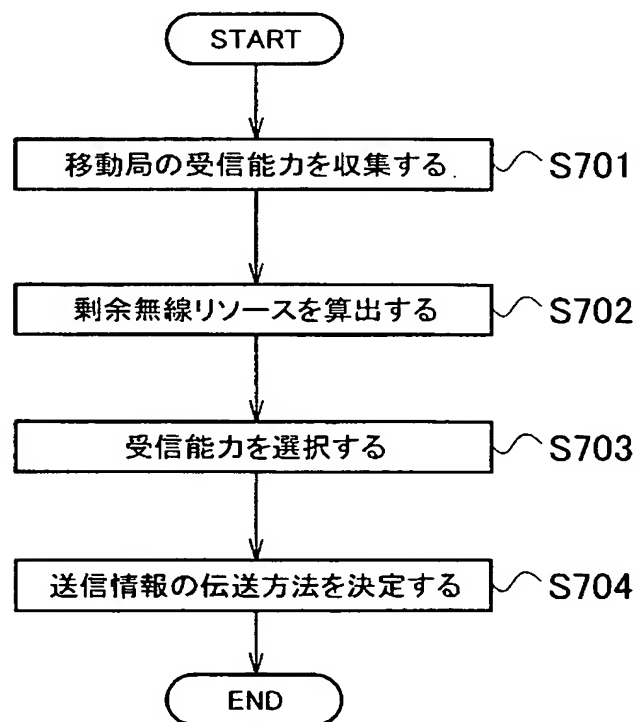 START
移動局の受信能力を収集する
S701
剰余無線リソースを算出する
S702
受信能力を選択する
S703
送信情報の伝送方法を決定する
S704
END